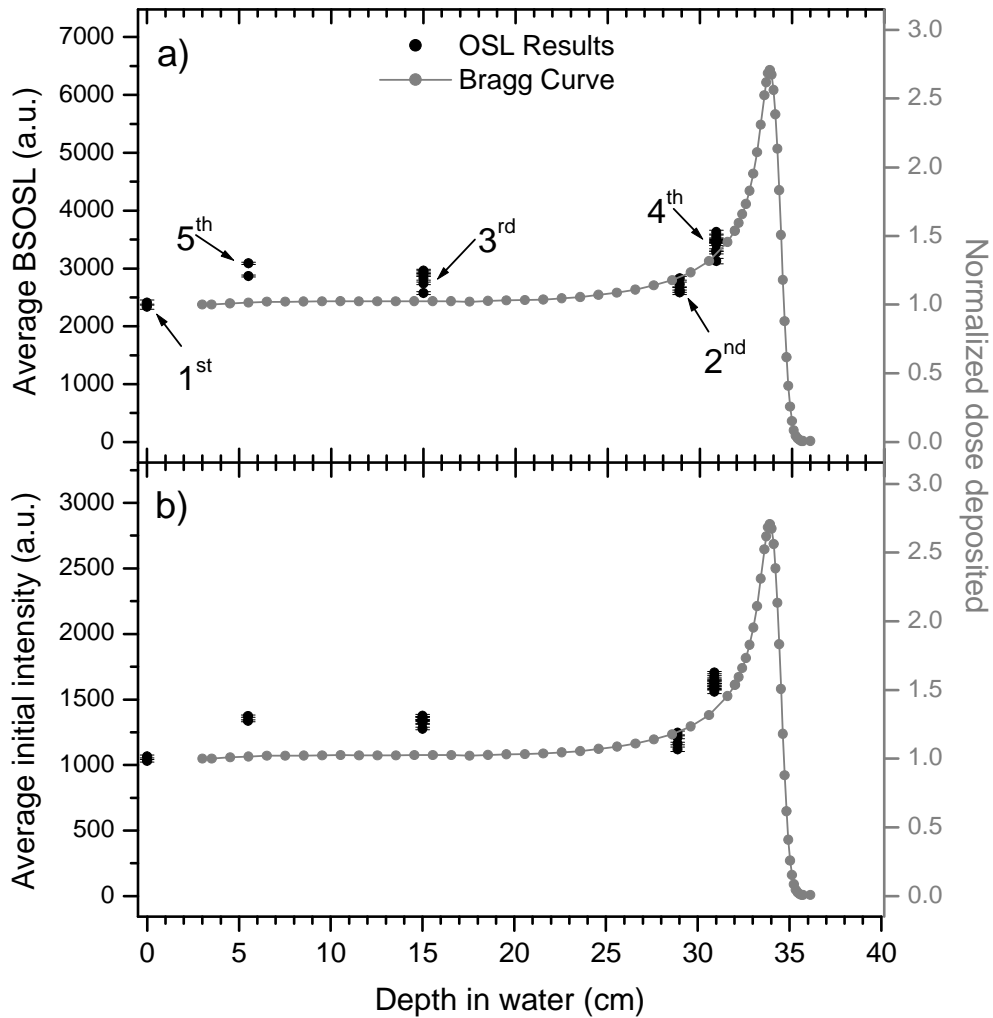 a)
OSL Results
Bragg Curve
7000
6000
5000
4000
3000
2000
1000
0
Average BSOSL (a.u.)
5th
3rd
4th
1st
2nd
3.0
2.5
2.0
1.5
1.0
0.5
0.0
Normalized dose deposited
b)
3000
2500
2000
1500
1000
500
0
Average initial intensity (a.u.)
3.0
2.5
2.0
1.5
1.0
0.5
0.0
0 5 10 15 20 25 30 35 40
Depth in water (cm)